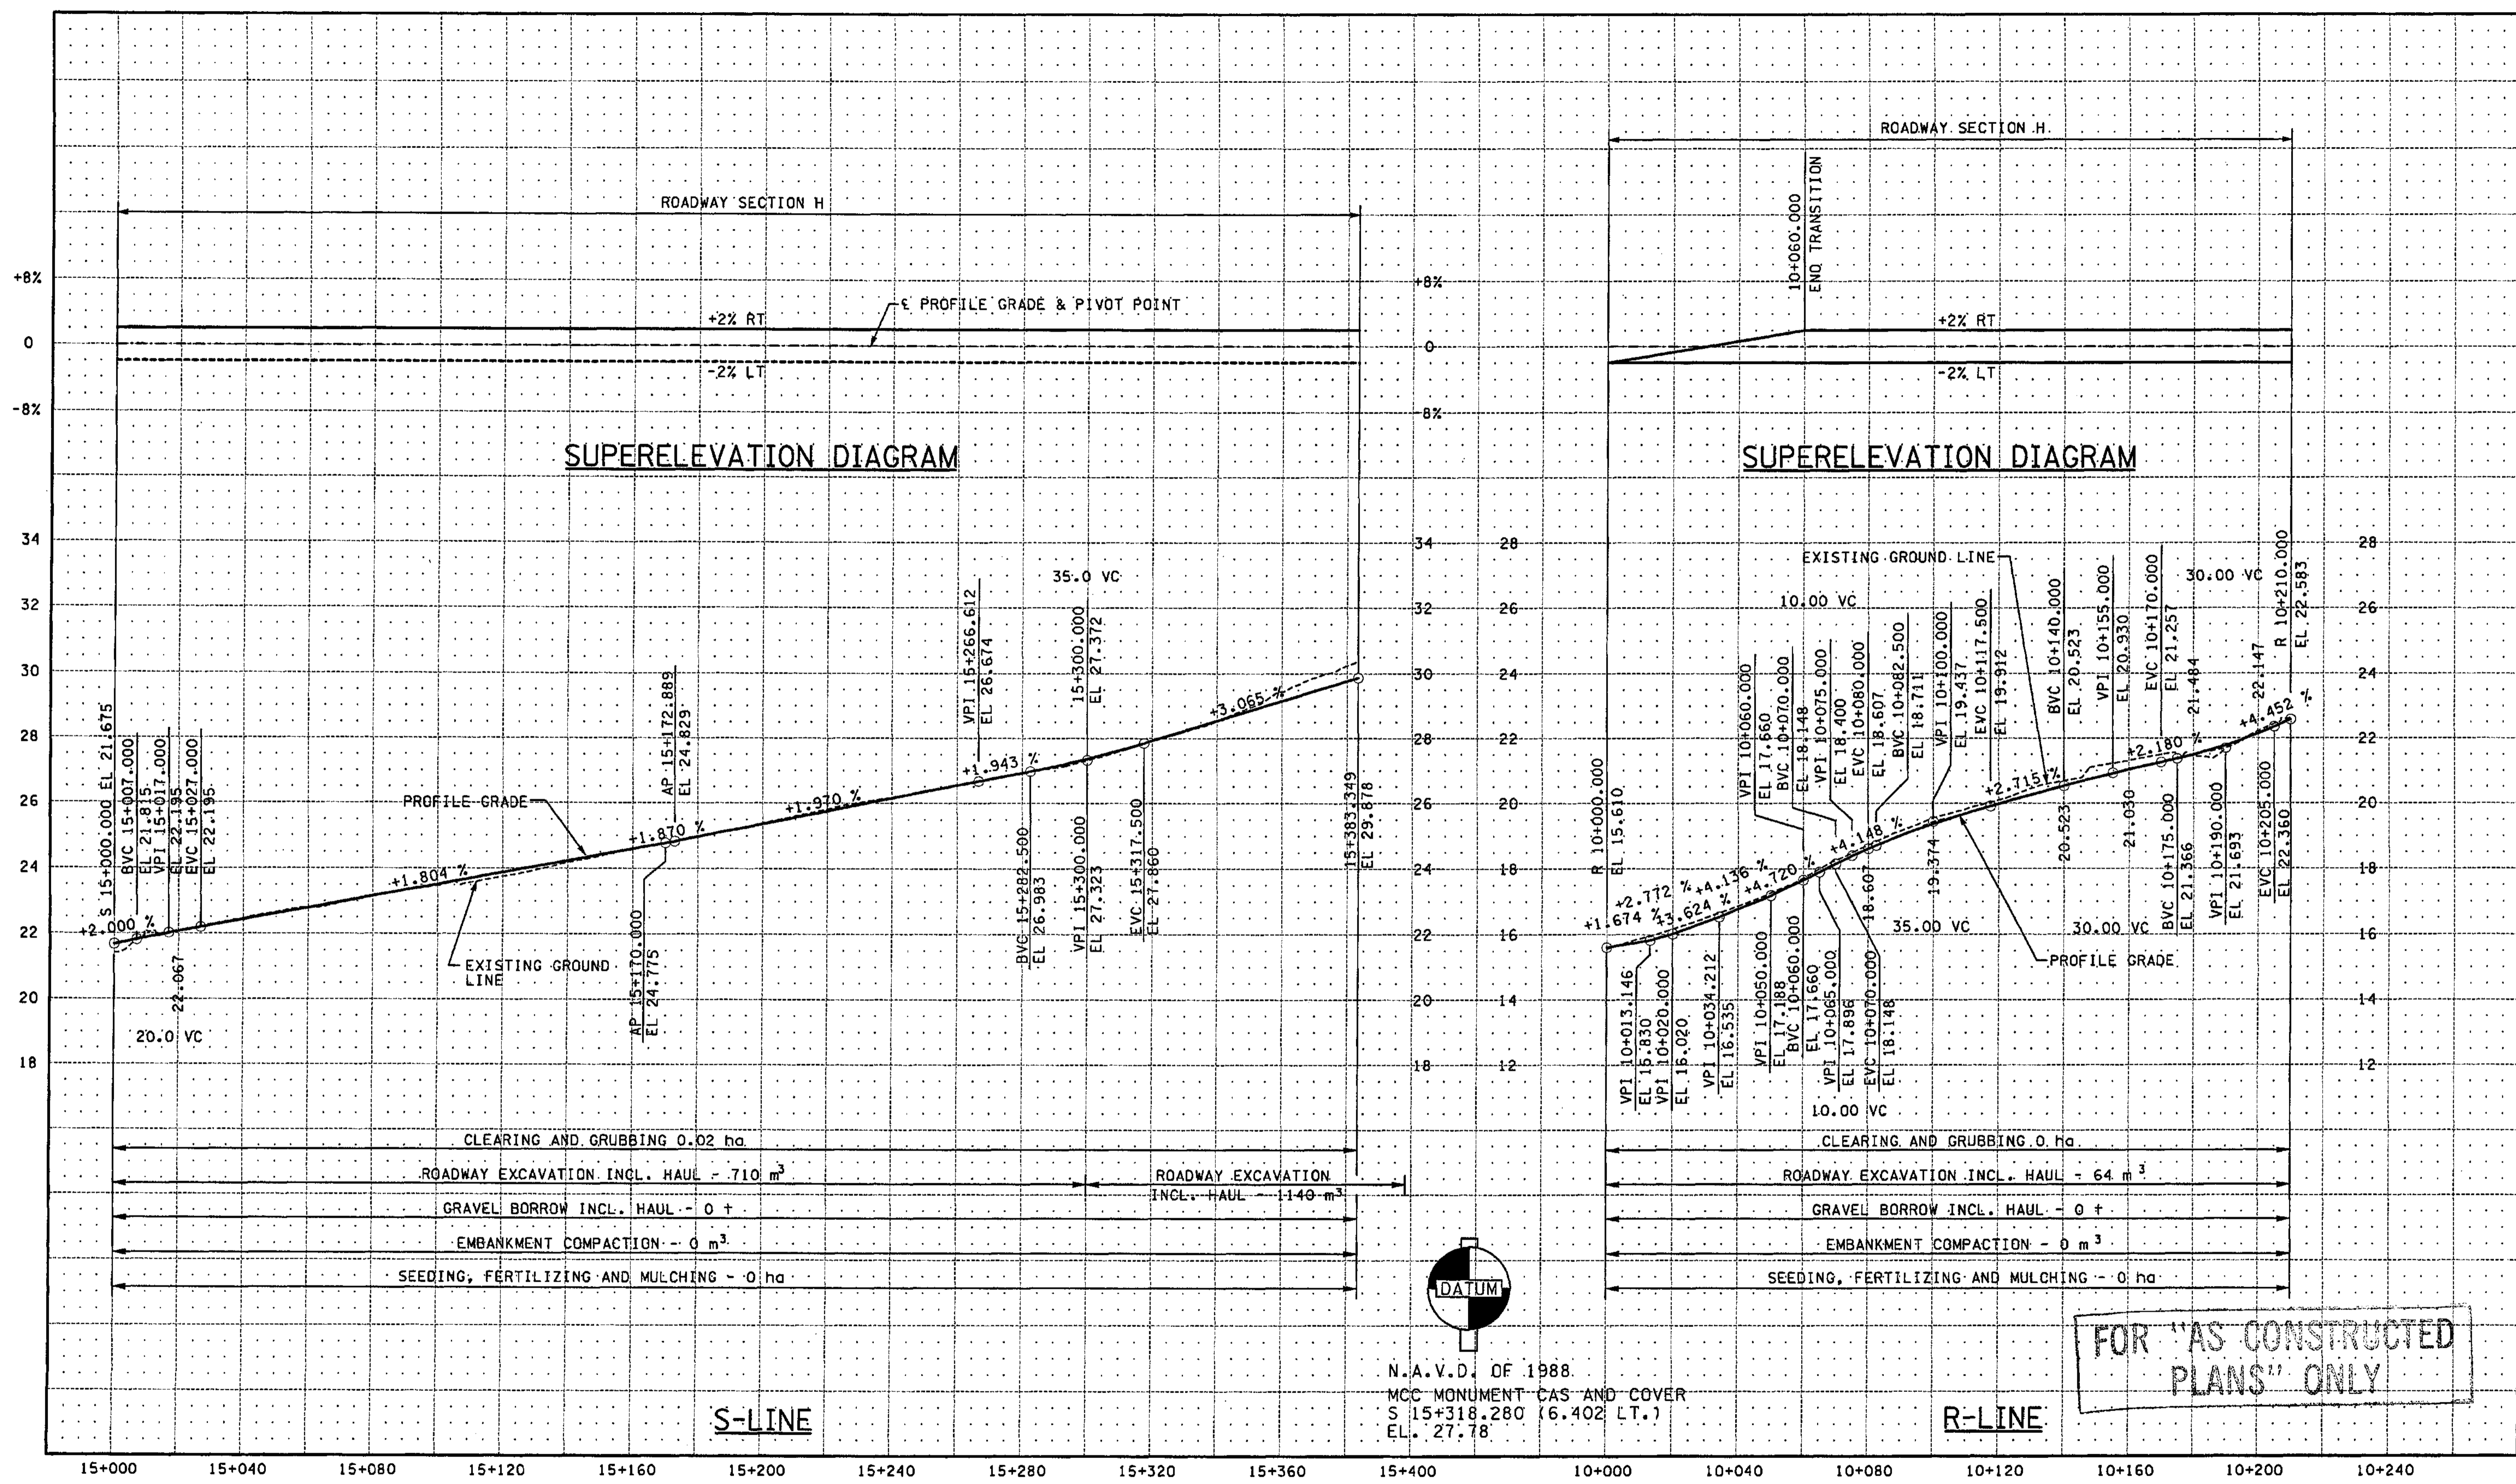 ROADWAY SECTION H
ROADWAY SECTION H
10+060.000
END TRANSITION
+8%
0
-8%
℄ PROFILE GRADE & PIVOT POINT
+2% RT
-2% LT
+8%
0
-8%
+2% RT
-2% LT
SUPERELEVATION DIAGRAM
SUPERELEVATION DIAGRAM
34
32
30
28
26
24
22
20
18
S 15+000.000 EL 21.675
BVC 15+007.000
EL 21.815
VPI 15+017.000
EL 22.195
EVC 15+027.000
EL 22.195
+2.000 %
22.067
20.0 VC
PROFILE GRADE
+1.804 %
EXISTING GROUND
LINE
AP 15+170.000
EL 24.775
+1.870 %
AP 15+172.889
EL 24.829
+1.970 %
VPI 15+266.612
EL 26.674
+1.943 %
BVC 15+282.500
EL 26.983
35.0 VC
15+300.000
EL 27.372
VPI 15+300.000
EL 27.323
EVC 15+317.500
EL 27.860
+3.065 %
15+383.349
EL 29.878
34
32
30
28
26
24
22
20
18
28
26
24
22
20
18
16
14
12
R 10+000.000
EL 15.610
+1.674 %
+2.772 %
+3.624 %
+4.136 %
+4.720 %
+4.148 %
VPI 10+013.146
EL 15.830
VPI 10+020.000
EL 16.020
VPI 10+034.212
EL 16.535
VPI 10+050.000
EL 17.188
BVC 10+060.000
EL 17.660
VPI 10+065.000
EL 17.896
EVC 10+070.000
EL 18.148
10.00 VC
VPI 10+060.000
EL 17.660
BVC 10+070.000
EL 18.148
VPI 10+075.000
EL 18.400
EVC 10+080.000
EL 18.607
BVC 10+082.500
EL 18.711
10.00 VC
VPI 10+100.000
EL 19.437
EVC 10+117.500
EL 19.912
18.607
19.374
35.00 VC
EXISTING GROUND LINE
+2.715 %
BVC 10+140.000
EL 20.523
VPI 10+155.000
EL 20.930
EVC 10+170.000
EL 21.257
20.523
21.030
30.00 VC
PROFILE GRADE
+2.180 %
BVC 10+175.000
EL 21.366
21.484
VPI 10+190.000
EL 21.693
30.00 VC
22.147
EVC 10+205.000
EL 22.360
+4.452 %
R 10+210.000
EL 22.583
28
26
24
22
20
18
16
14
12
CLEARING AND GRUBBING 0.02 ha
ROADWAY EXCAVATION INCL. HAUL - 710 m³
ROADWAY EXCAVATION
INCL. HAUL - 1140 m³
GRAVEL BORROW INCL. HAUL - 0 t
EMBANKMENT COMPACTION - 0 m³
SEEDING, FERTILIZING AND MULCHING - 0 ha
CLEARING AND GRUBBING 0 ha
ROADWAY EXCAVATION INCL. HAUL - 64 m³
GRAVEL BORROW INCL. HAUL - 0 t
EMBANKMENT COMPACTION - 0 m³
SEEDING, FERTILIZING AND MULCHING - 0 ha
DATUM
N.A.V.D. OF 1988
MCC MONUMENT CAS AND COVER
S 15+318.280 (6.402 LT.)
EL. 27.78
FOR "AS CONSTRUCTED
PLANS" ONLY
S-LINE
R-LINE
15+000 15+040 15+080 15+120 15+160 15+200 15+240 15+280 15+320 15+360 15+400 10+000 10+040 10+080 10+120 10+160 10+200 10+240